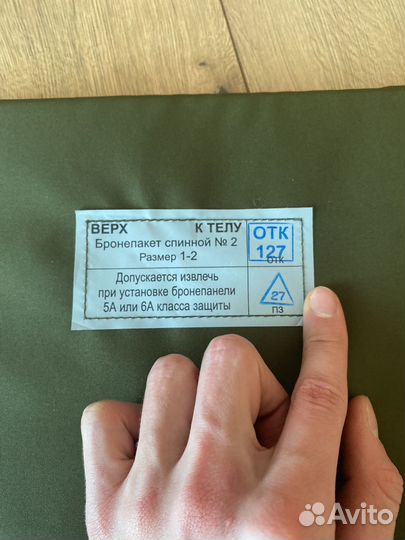 ВЕРХ К ТЕЛУ
Бронепакет спинной № 2
Размер 1-2
ОТК
127
ОТК
Допускается извлечь
при установке бронепанели
5А или 6А класса защиты
27
ПЗ
Avito